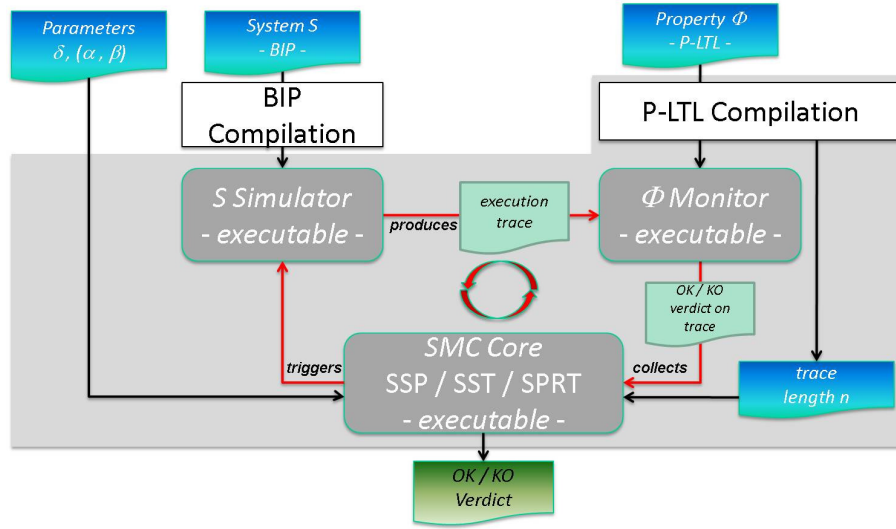 Parameters
δ, (α, β)
System S
- BIP -
Property Φ
- P-LTL -
BIP
Compilation
P-LTL Compilation
S Simulator
- executable -
produces
execution
trace
Φ Monitor
- executable -
OK / KO
verdict on
trace
triggers
SMC Core
SSP / SST / SPRT
- executable -
collects
trace
length n
OK / KO
Verdict